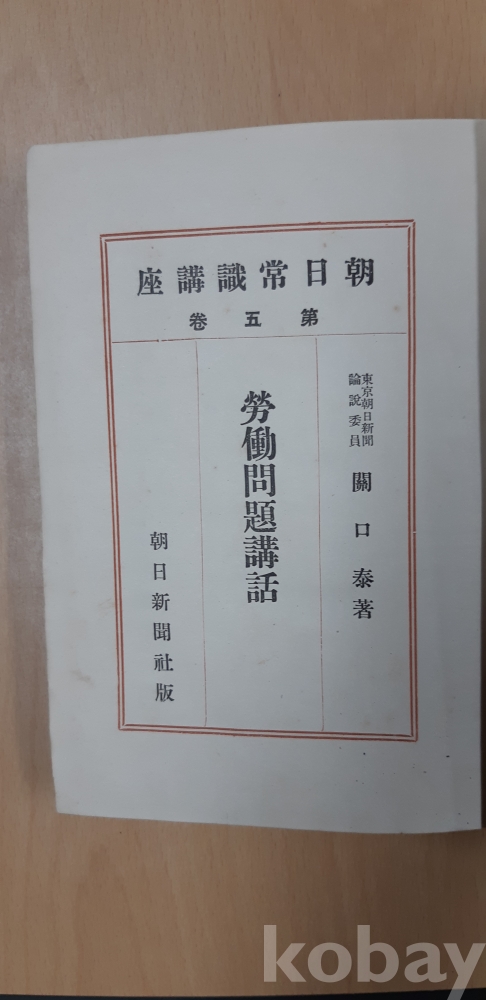 朝日常識講座
第五卷
東京朝日新聞
論說委員
關口泰著
勞働問題講話
朝日新聞社版
kobay